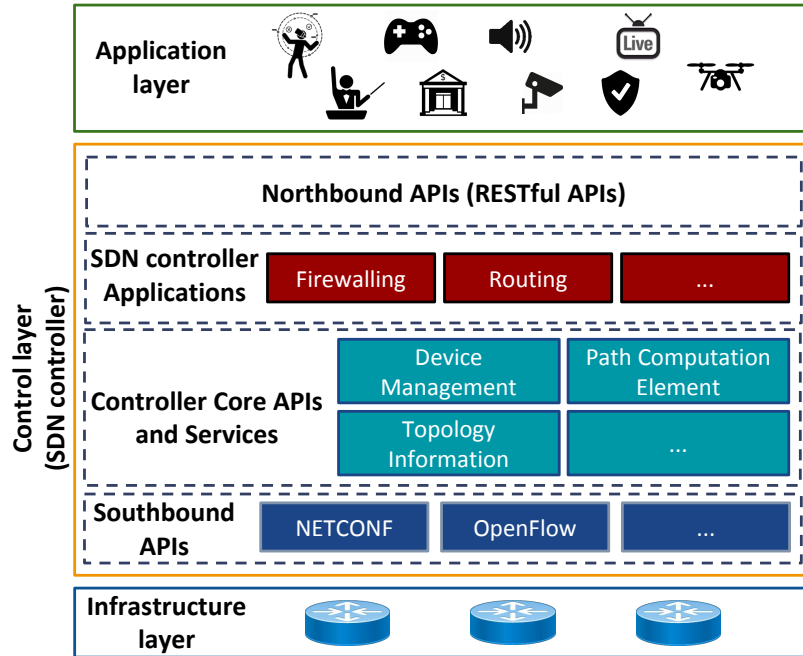 Application
layer
Live
$
Control layer
(SDN controller)
Northbound APIs (RESTful APIs)
SDN controller
Applications
Firewalling
Routing
...
Controller Core APIs
and Services
Device
Management
Path Computation
Element
Topology
Information
...
Southbound
APIs
NETCONF
OpenFlow
...
Infrastructure
layer